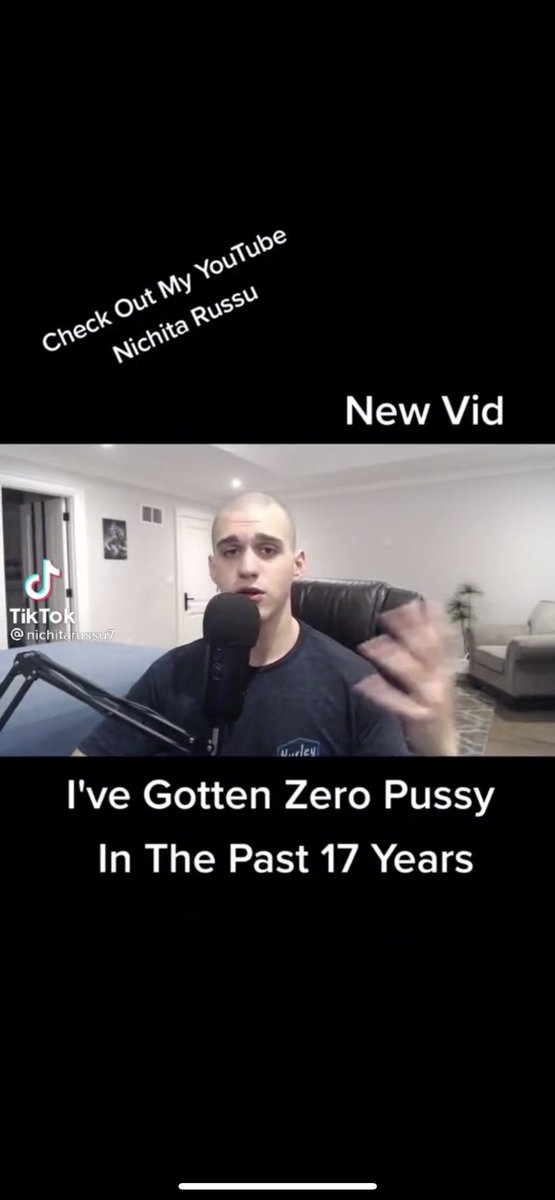 Check Out My YouTube
Nichita Russu
New Vid
TikTok
@nichitarussu7
Hurley
I've Gotten Zero Pussy
In The Past 17 Years